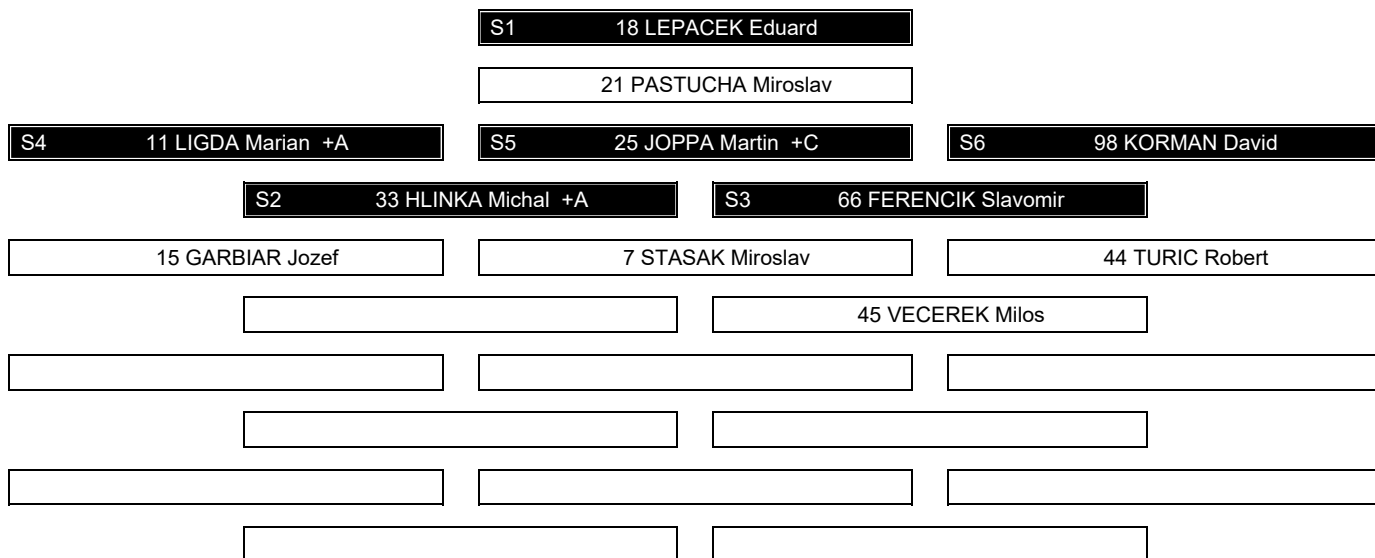 S1 18 LEPACEK Eduard
21 PASTUCHA Miroslav
S4 11 LIGDA Marian +A S5 25 JOPPA Martin +C S6 98 KORMAN David
S2 33 HLINKA Michal +A S3 66 FERENCIK Slavomir
15 GARBIAR Jozef 7 STASAK Miroslav 44 TURIC Robert
45 VECEREK Milos